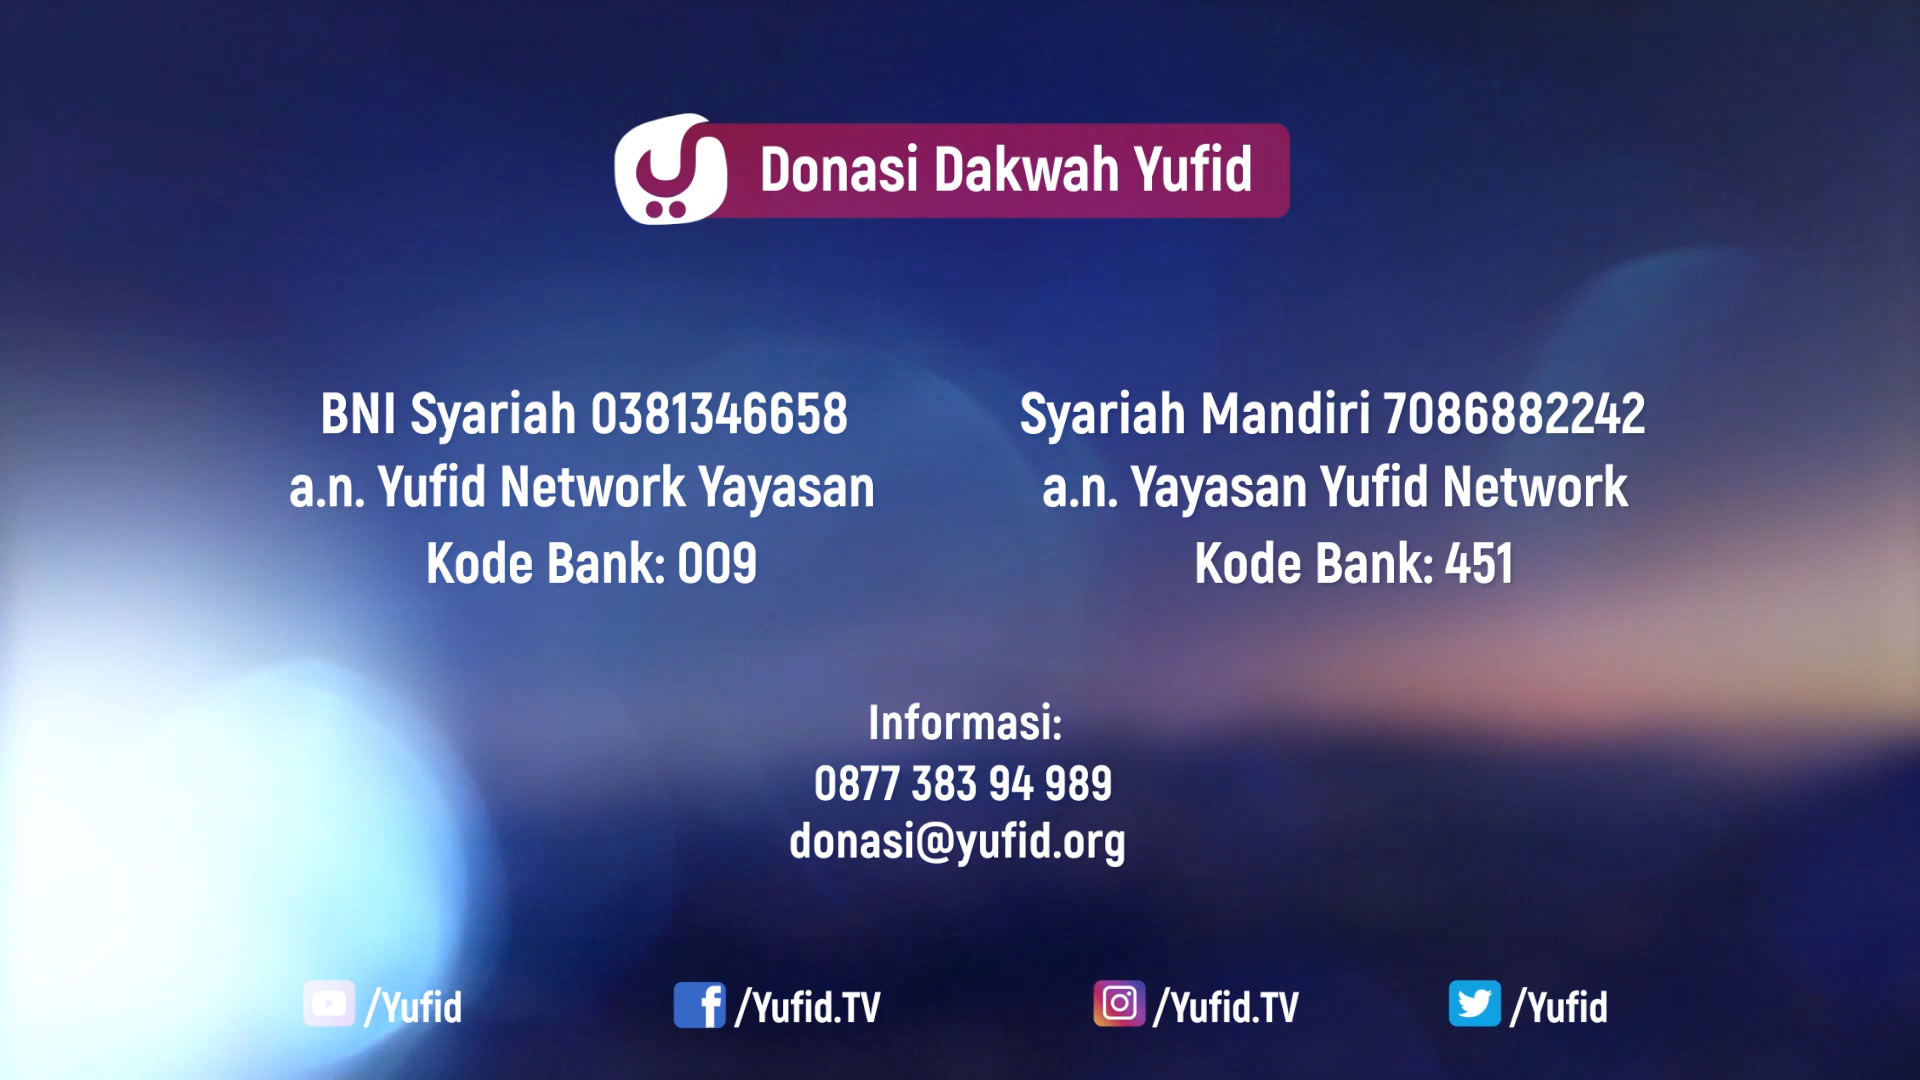 Donasi Dakwah Yufid
BNI Syariah 0381346658
a.n. Yufid Network Yayasan
Kode Bank: 009
Syariah Mandiri 7086882242
a.n. Yayasan Yufid Network
Kode Bank: 451
Informasi:
0877 383 94 989
donasi@yufid.org
/Yufid
/Yufid.TV
/Yufid.TV
/Yufid